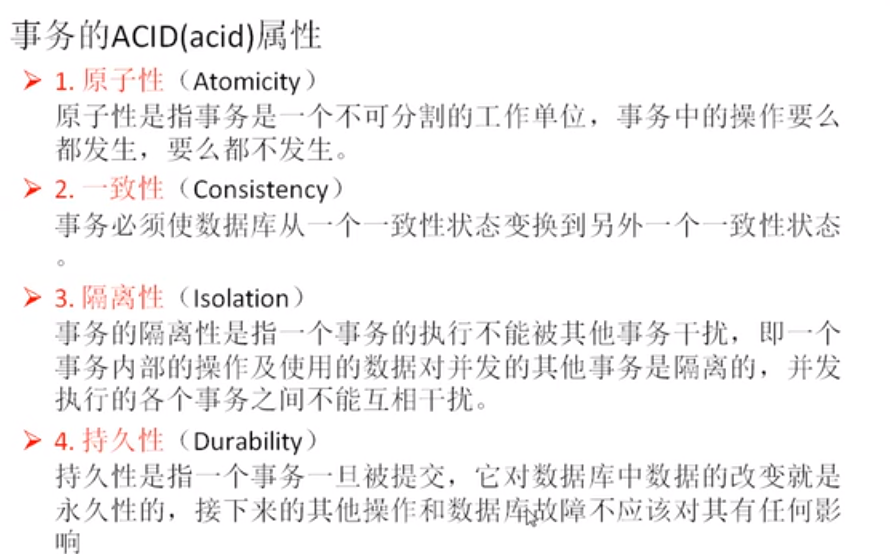 事务的ACID(acid)属性
➢ 1. 原子性（Atomicity）
原子性是指事务是一个不可分割的工作单位，事务中的操作要么
都发生，要么都不发生。
➢ 2. 一致性（Consistency）
事务必须使数据库从一个一致性状态变换到另外一个一致性状态
。
➢ 3. 隔离性（Isolation）
事务的隔离性是指一个事务的执行不能被其他事务干扰，即一个
事务内部的操作及使用的数据对并发的其他事务是隔离的，并发
执行的各个事务之间不能互相干扰。
➢ 4. 持久性（Durability）
持久性是指一个事务一旦被提交，它对数据库中数据的改变就是
永久性的，接下来的其他操作和数据库故障不应该对其有任何影
响